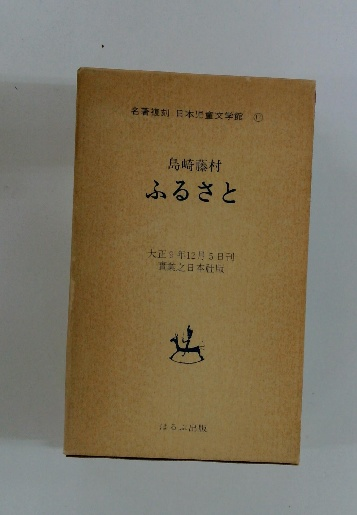 名著複刻 日本児童文学館
島崎藤村
ふるさと
大正9年12月5日刊
實業之日本社版
ほるぷ出版